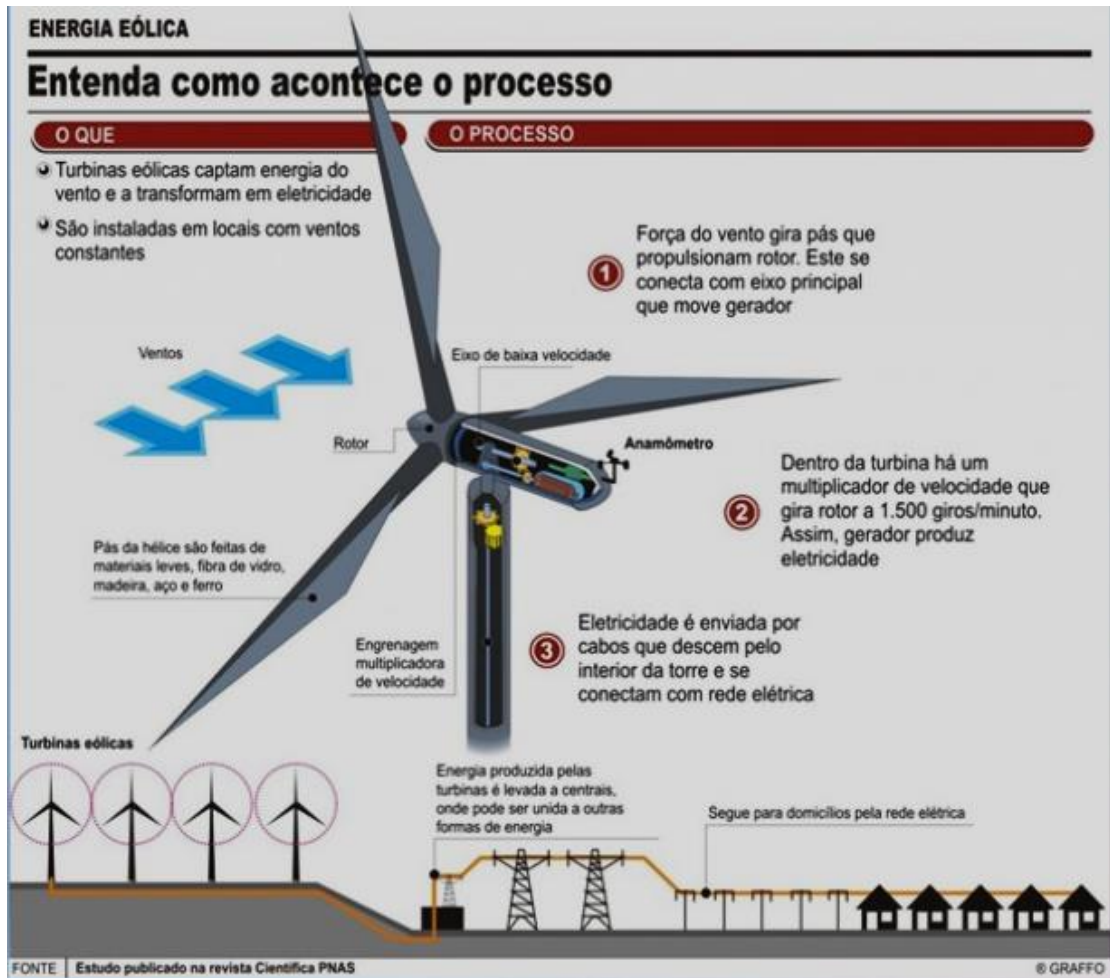 ENERGIA EÓLICA
Entenda como acontece o processo
O QUE
Turbinas eólicas captam energia do
vento e a transformam em eletricidade
São instaladas em locais com ventos
constantes
O PROCESSO
1
Força do vento gira pás que
propulsionam rotor. Este se
conecta com eixo principal
que move gerador
Ventos
Eixo de baixa velocidade
Rotor
Anamômetro
2
Dentro da turbina há um
multiplicador de velocidade que
gira rotor a 1.500 giros/minuto.
Assim, gerador produz
eletricidade
Pás da hélice são feitas de
materiais leves, fibra de vidro,
madeira, aço e ferro
Engrenagem
multiplicadora
de velocidade
3
Eletricidade é enviada por
cabos que descem pelo
interior da torre e se
conectam com rede elétrica
Turbinas eólicas
Energia produzida pelas
turbinas é levada a centrais,
onde pode ser unida a outras
formas de energia
Segue para domicílios pela rede elétrica
FONTE Estudo publicado na revista Científica PNAS
® GRAFFO